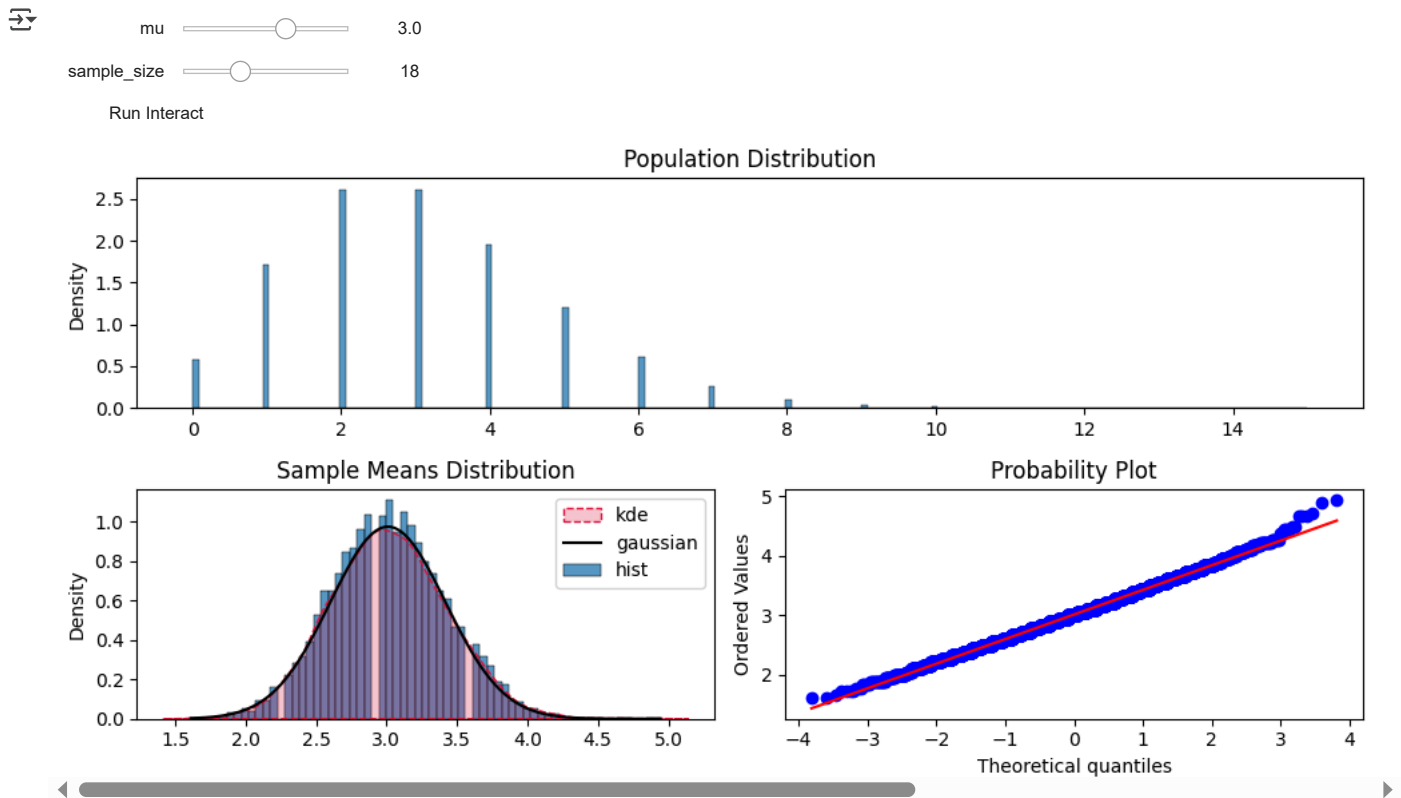 mu 3.0
sample_size 18
Run Interact
Population Distribution
Density
2.5
2.0
1.5
1.0
0.5
0.0
0 2 4 6 8 10 12 14
Sample Means Distribution
Density
1.0
0.8
0.6
0.4
0.2
0.0
kde
gaussian
hist
1.5 2.0 2.5 3.0 3.5 4.0 4.5 5.0
Probability Plot
Ordered Values
5
4
3
2
−4 −3 −2 −1 0 1 2 3 4
Theoretical quantiles